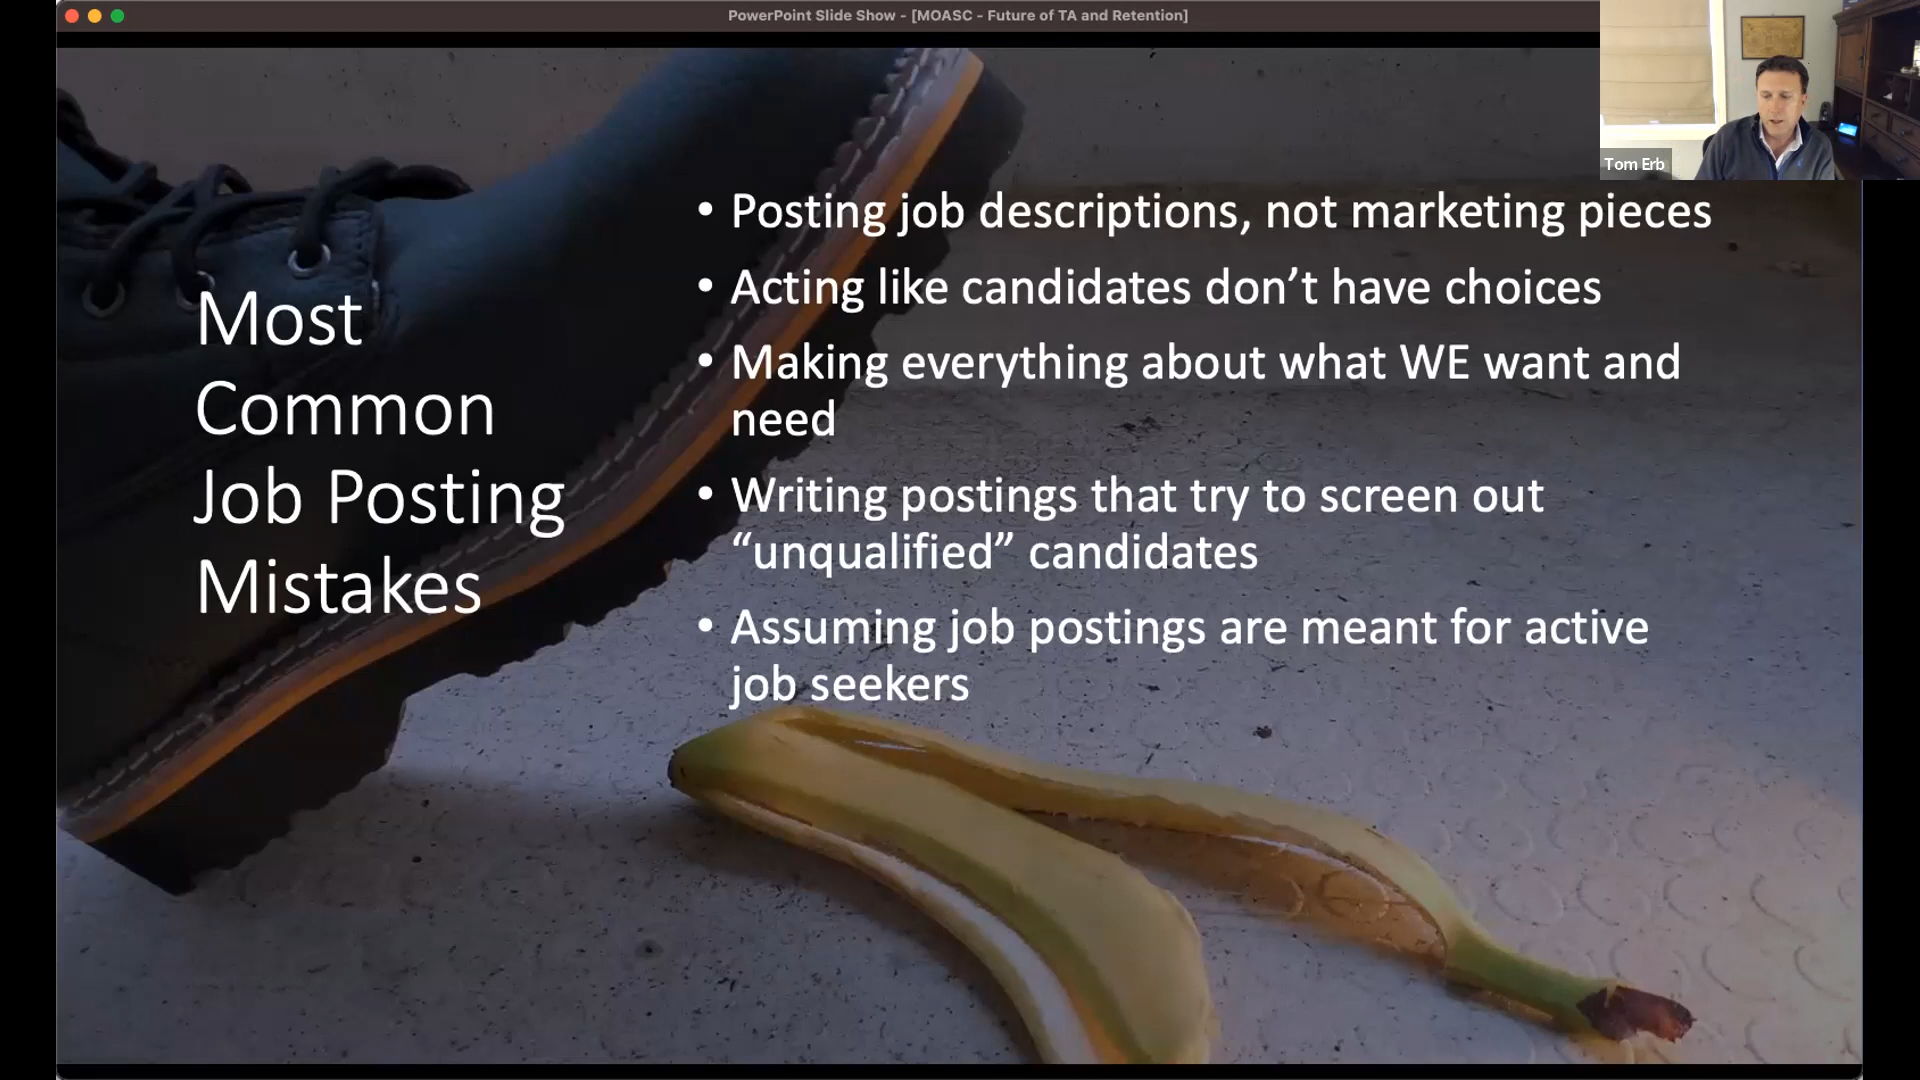 PowerPoint Slide Show - [MOASC - Future of TA and Retention]
Tom Erb
Most
Common
Job Posting
Mistakes
• Posting job descriptions, not marketing pieces
• Acting like candidates don’t have choices
• Making everything about what WE want and
need
• Writing postings that try to screen out
“unqualified” candidates
• Assuming job postings are meant for active
job seekers